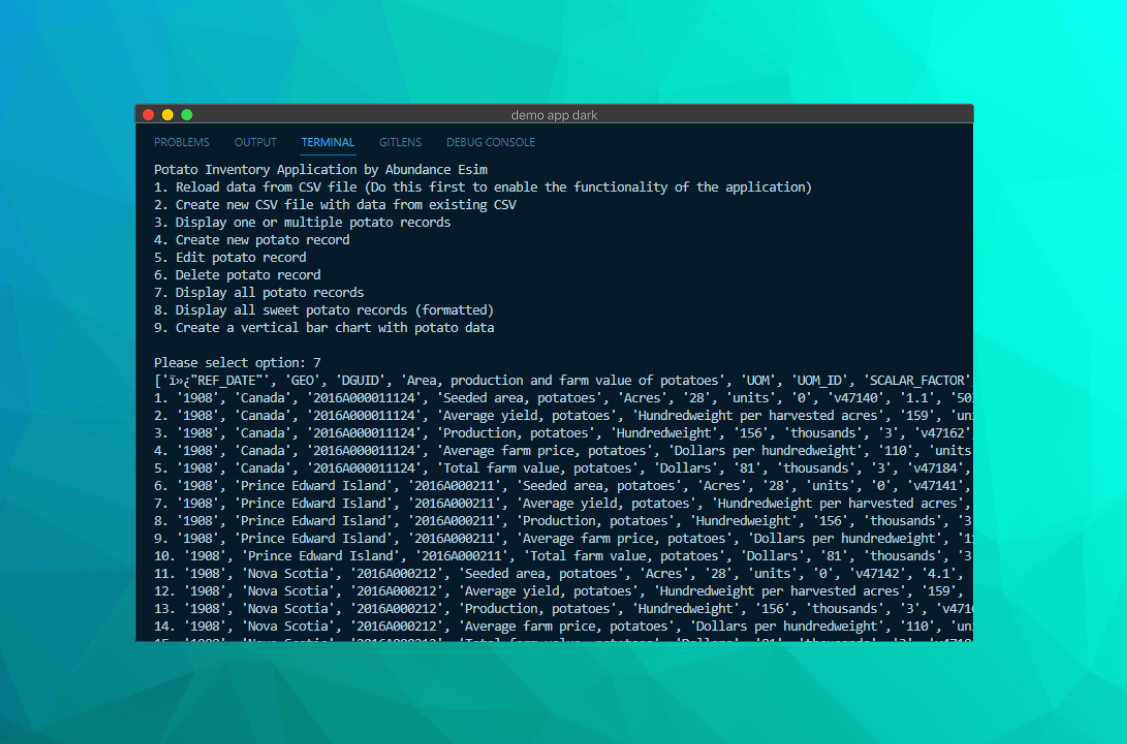 demo app dark
PROBLEMS OUTPUT TERMINAL GITLENS DEBUG CONSOLE
Potato Inventory Application by Abundance Esim
1. Reload data from CSV file (Do this first to enable the functionality of the application)
2. Create new CSV file with data from existing CSV
3. Display one or multiple potato records
4. Create new potato record
5. Edit potato record
6. Delete potato record
7. Display all potato records
8. Display all sweet potato records (formatted)
9. Create a vertical bar chart with potato data
Please select option: 7
['ï»¿"REF_DATE"', 'GEO', 'DGUID', 'Area, production and farm value of potatoes', 'UOM', 'UOM_ID', 'SCALAR_FACTOR'
1. '1908', 'Canada', '2016A000011124', 'Seeded area, potatoes', 'Acres', '28', 'units', '0', 'v47140', '1.1', '50
2. '1908', 'Canada', '2016A000011124', 'Average yield, potatoes', 'Hundredweight per harvested acres', '159', 'un
3. '1908', 'Canada', '2016A000011124', 'Production, potatoes', 'Hundredweight', '156', 'thousands', '3', 'v47162'
4. '1908', 'Canada', '2016A000011124', 'Average farm price, potatoes', 'Dollars per hundredweight', '110', 'units
5. '1908', 'Canada', '2016A000011124', 'Total farm value, potatoes', 'Dollars', '81', 'thousands', '3', 'v47184',
6. '1908', 'Prince Edward Island', '2016A000211', 'Seeded area, potatoes', 'Acres', '28', 'units', '0', 'v47141',
7. '1908', 'Prince Edward Island', '2016A000211', 'Average yield, potatoes', 'Hundredweight per harvested acres',
8. '1908', 'Prince Edward Island', '2016A000211', 'Production, potatoes', 'Hundredweight', '156', 'thousands', '3
9. '1908', 'Prince Edward Island', '2016A000211', 'Average farm price, potatoes', 'Dollars per hundredweight', '1
10. '1908', 'Prince Edward Island', '2016A000211', 'Total farm value, potatoes', 'Dollars', '81', 'thousands', '3
11. '1908', 'Nova Scotia', '2016A000212', 'Seeded area, potatoes', 'Acres', '28', 'units', '0', 'v47142', '4.1',
12. '1908', 'Nova Scotia', '2016A000212', 'Average yield, potatoes', 'Hundredweight per harvested acres', '159',
13. '1908', 'Nova Scotia', '2016A000212', 'Production, potatoes', 'Hundredweight', '156', 'thousands', '3', 'v471
14. '1908', 'Nova Scotia', '2016A000212', 'Average farm price, potatoes', 'Dollars per hundredweight', '110', 'un
15. '1908', 'Nova Scotia', '2016A000212', 'Total farm value, potatoes', 'Dollars', '81', 'thousands', '3',